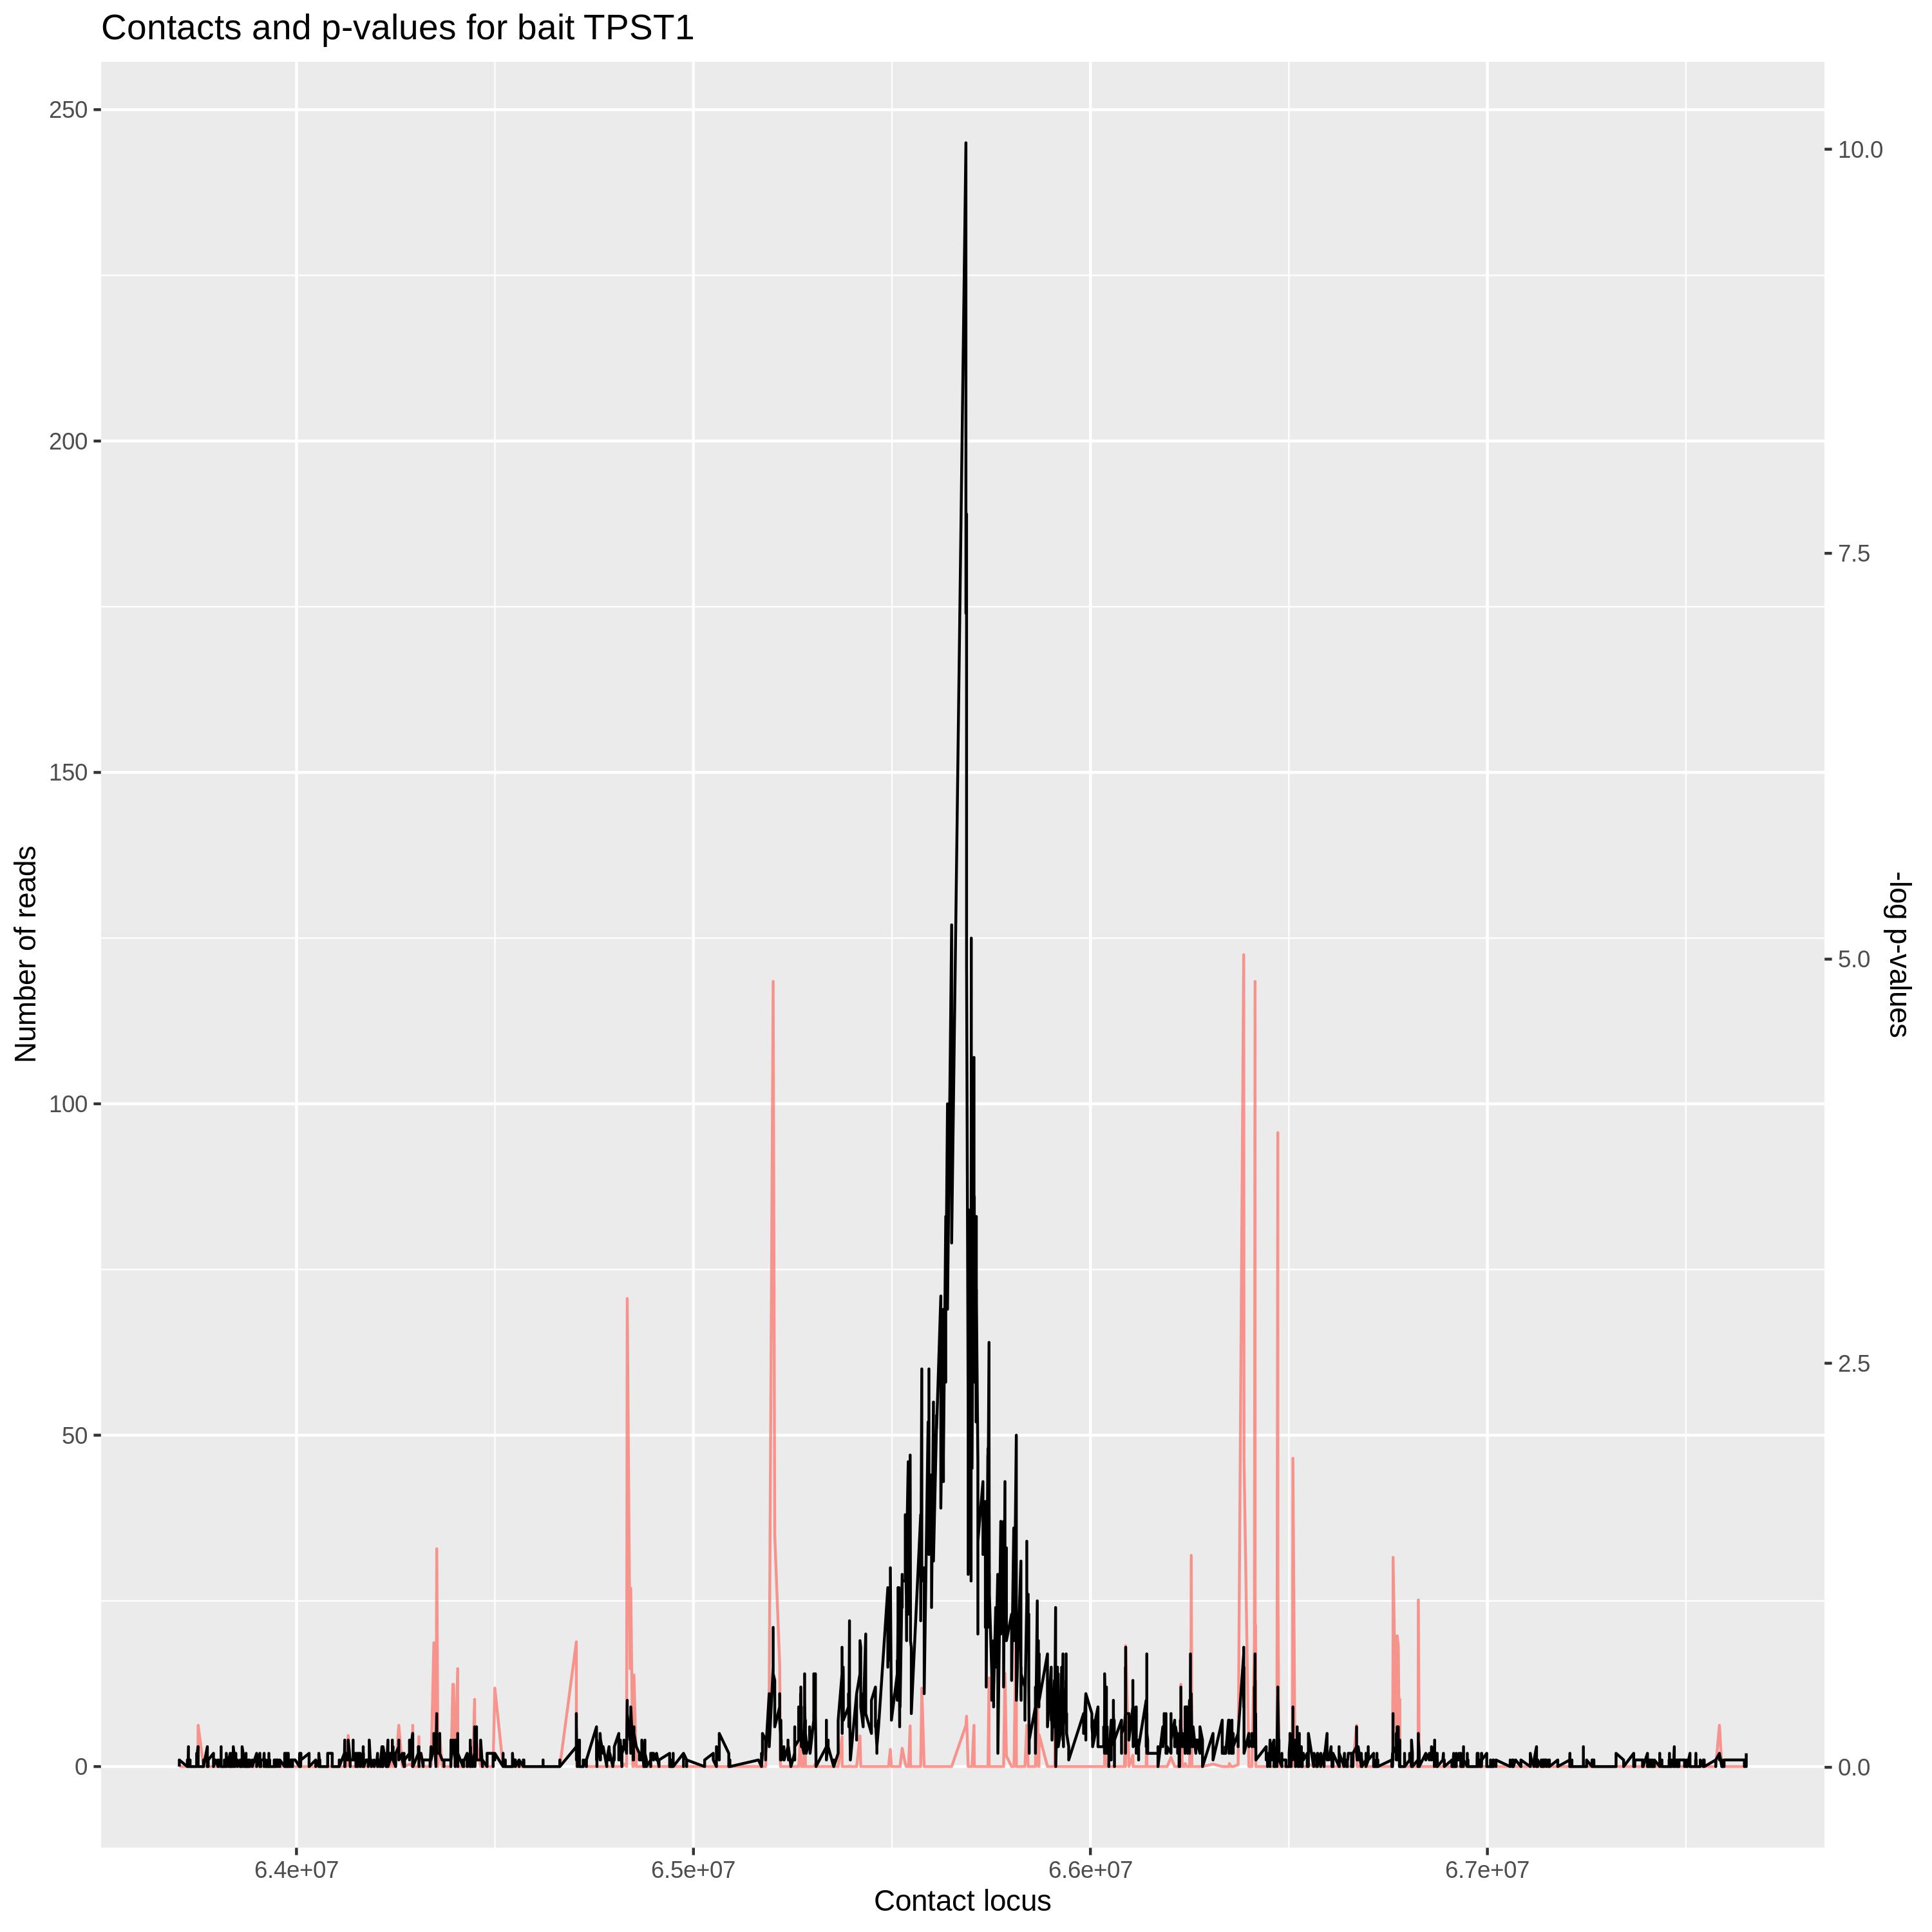 Contacts and p-values for bait TPST1
250
200
150
100
50
0
Number of reads
10.0
7.5
5.0
2.5
0.0
-log p-values
6.4e+07
6.5e+07
6.6e+07
6.7e+07
Contact locus